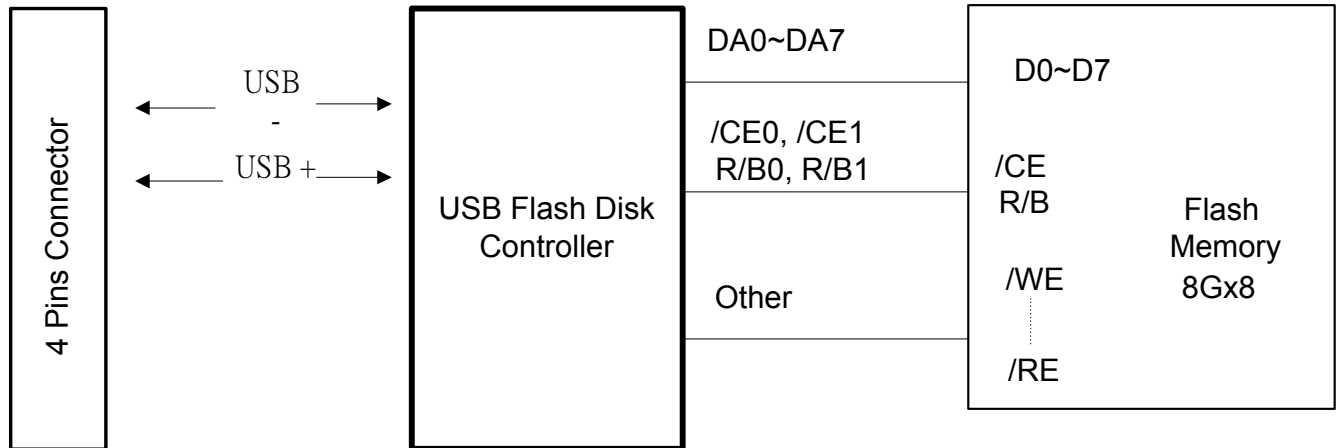 4 Pins Connector
USB
-
USB +
USB Flash Disk
Controller
DA0~DA7
/CE0, /CE1
R/B0, R/B1
Other
D0~D7
/CE
R/B
/WE
/RE
Flash
Memory
8Gx8